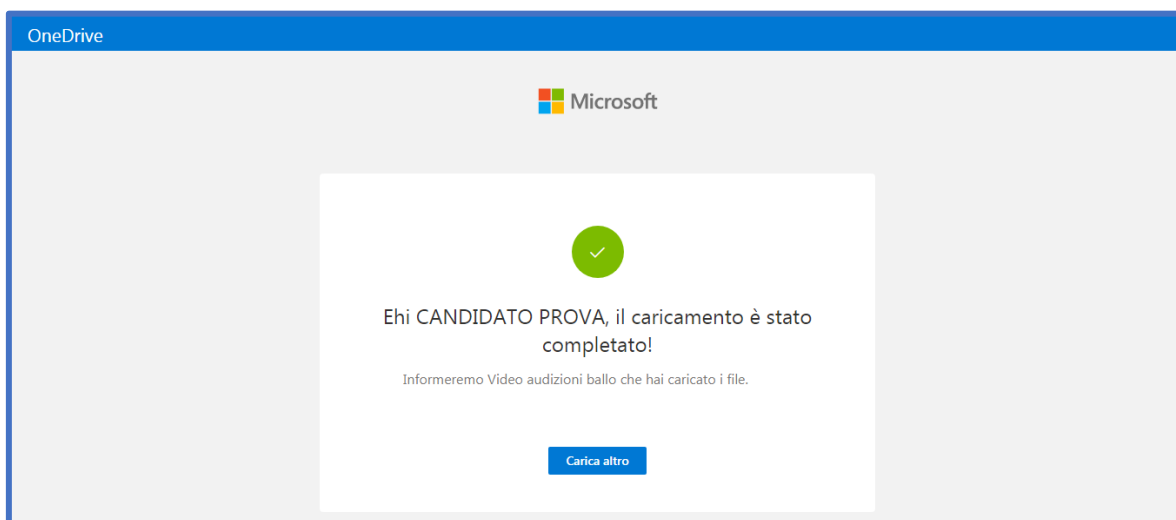 OneDrive
Microsoft
Ehi CANDIDATO PROVA, il caricamento è stato
completato!
Informeremo Video audizioni ballo che hai caricato i file.
Carica altro